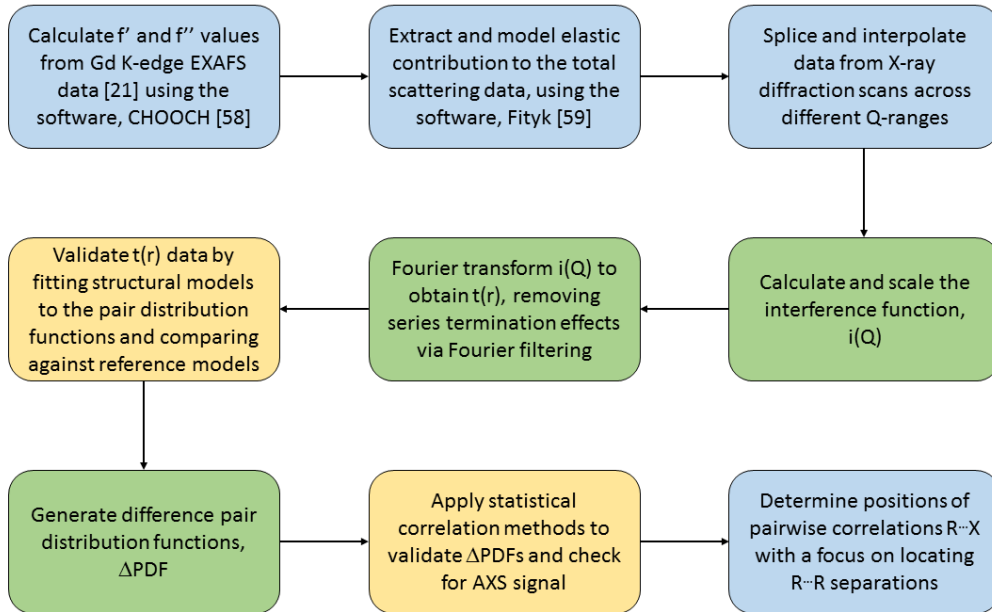 Calculate f' and f'' values
from Gd K-edge EXAFS
data [21] using the
software, CHOOCH [58]
Extract and model elastic
contribution to the total
scattering data, using the
software, Fityk [59]
Splice and interpolate
data from X-ray
diffraction scans across
different Q-ranges
Validate t(r) data by
fitting structural models
to the pair distribution
functions and comparing
against reference models
Fourier transform i(Q) to
obtain t(r), removing
series termination effects
via Fourier filtering
Calculate and scale the
interference function,
i(Q)
Generate difference pair
distribution functions,
ΔPDF
Apply statistical
correlation methods to
validate ΔPDFs and check
for AXS signal
Determine positions of
pairwise correlations R···X
with a focus on locating
R···R separations